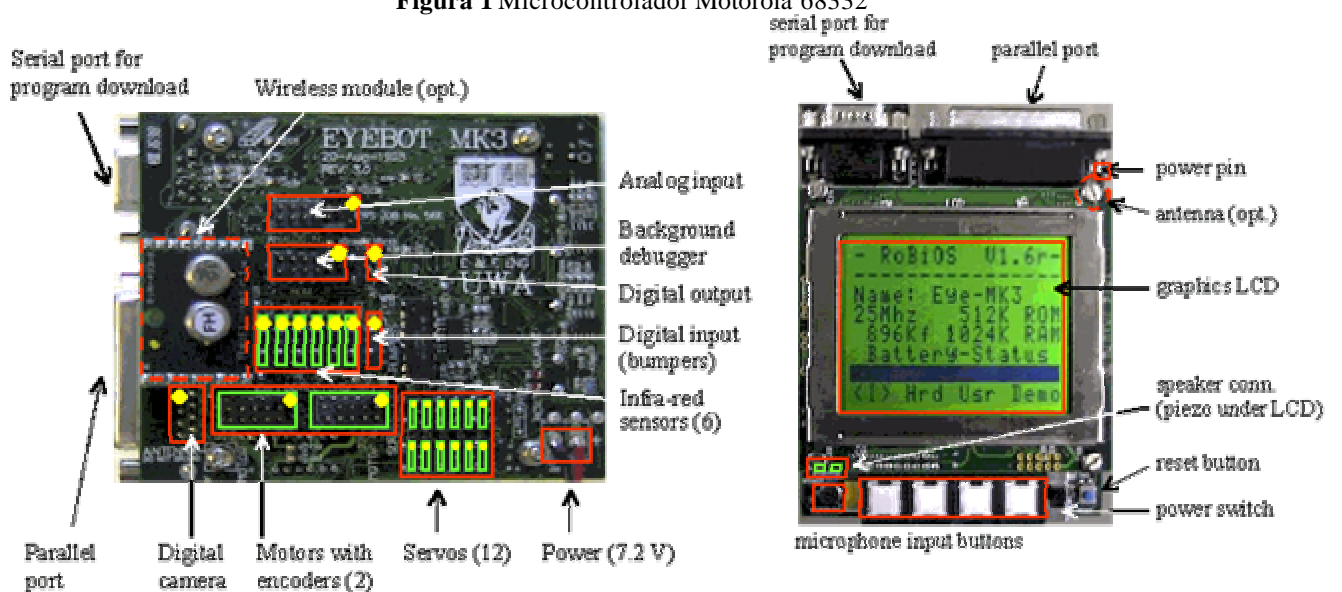 Figura 1 Microcontrolador Motorola 68332
Serial port for
program download
Wireless module (opt.)
EYEBOT MK3
Analog input
Background
debugger
UWA
Digital output
Digital input
(bumpers)
Infra-red
sensors (6)
Parallel
port
Digital
camera
Motors with
encoders (2)
Servos (12)
Power (7.2 V)
serial port for
program download
parallel port
power pin
antenna (opt.)
- RoBiOS V1.6r-
Name: Eye-MK3
25Mhz 512K ROM
696Kf 1024K RAM
Battery-Status
<I> Hrd Usr Demo
graphics LCD
speaker conn.
(piezo under LCD)
reset button
power switch
microphone input buttons
FH